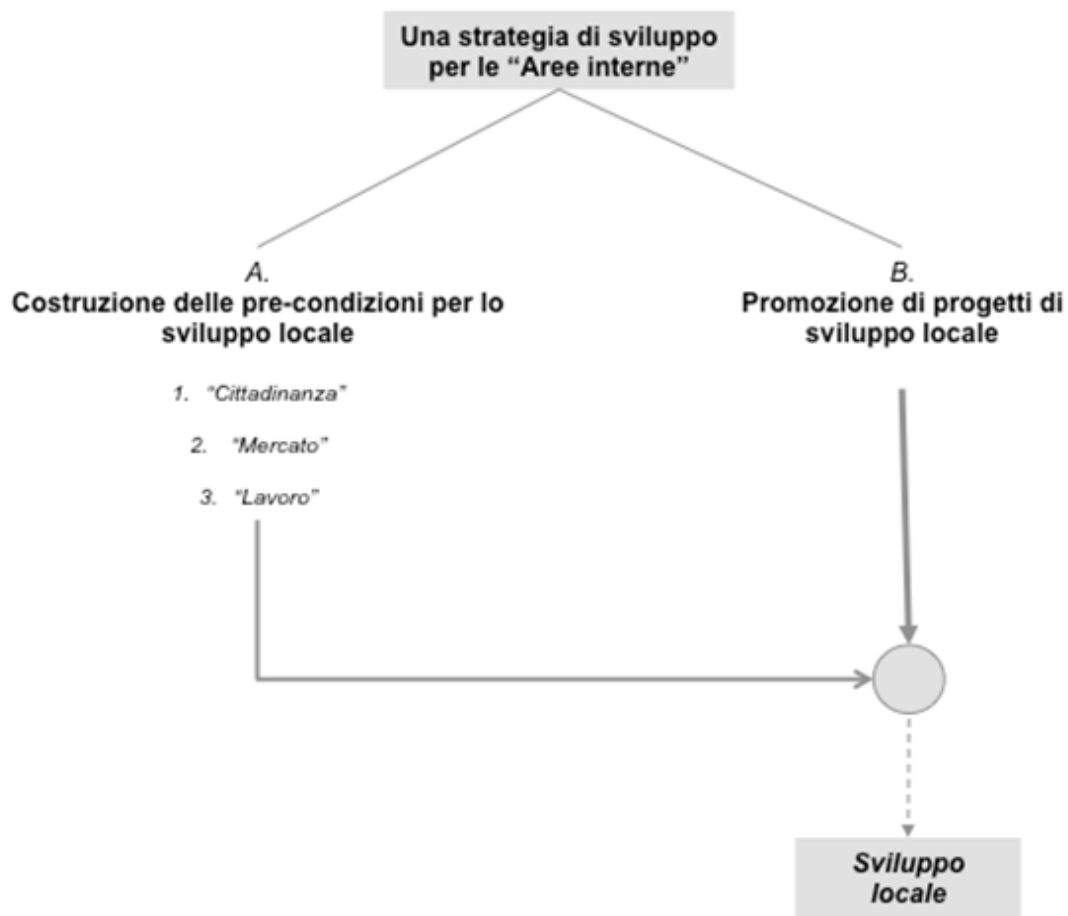 Una strategia di sviluppo
per le “Aree interne”
A.
Costruzione delle pre-condizioni per lo
sviluppo locale
1. “Cittadinanza”
2. “Mercato”
3. “Lavoro”
B.
Promozione di progetti di
sviluppo locale
Sviluppo
locale